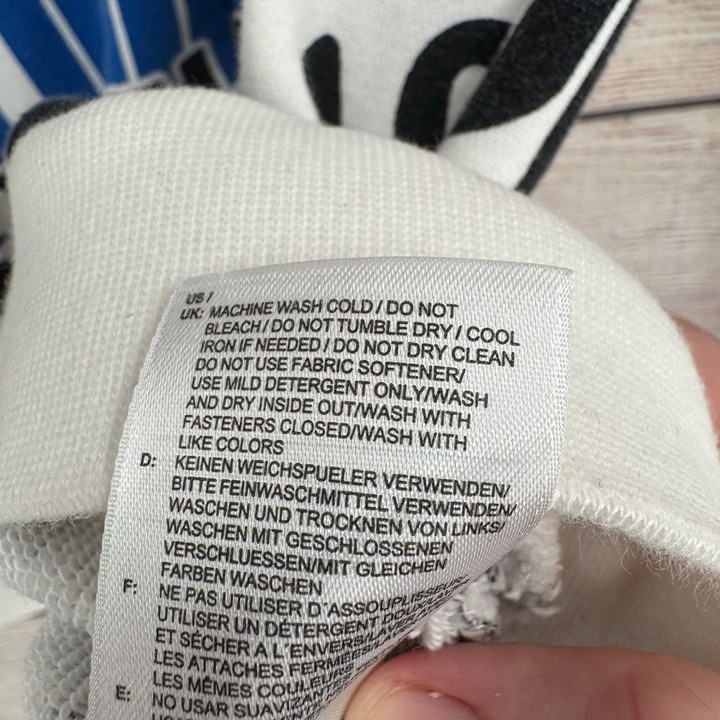 US /
UK: MACHINE WASH COLD / DO NOT
BLEACH / DO NOT TUMBLE DRY / COOL
IRON IF NEEDED / DO NOT DRY CLEAN
DO NOT USE FABRIC SOFTENER/
USE MILD DETERGENT ONLY/WASH
AND DRY INSIDE OUT/WASH WITH
FASTENERS CLOSED/WASH WITH
LIKE COLORS
D: KEINEN WEICHSPUELER VERWENDEN/
BITTE FEINWASCHMITTEL VERWENDEN/
WASCHEN UND TROCKNEN VON LINKS/
WASCHEN MIT GESCHLOSSENEN
VERSCHLUESSEN/MIT GLEICHEN
FARBEN WASCHEN
F: NE PAS UTILISER D'ASSOUPLISSEUR-
UTILISER UN DÉTERGENT
ET SÉCHER A L'ENVERS/
LES ATTACHES
LES MÊMES
E: NO USAR